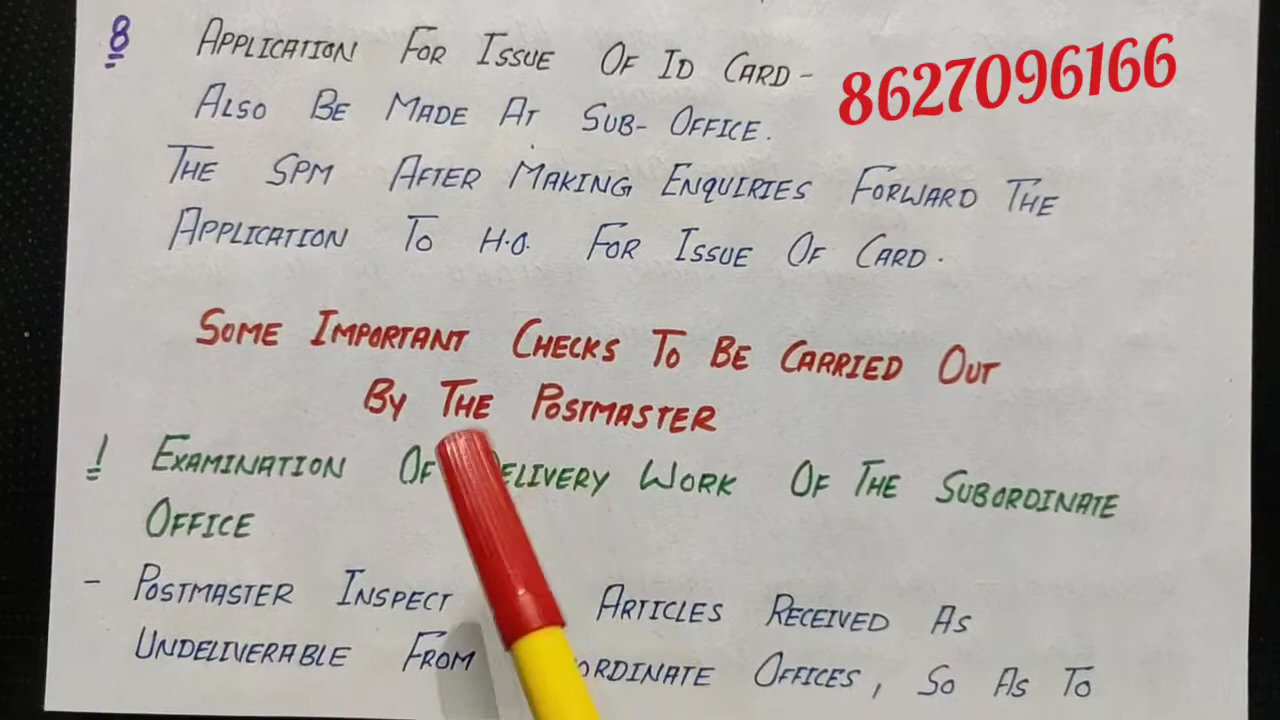 8 APPLICATION FOR ISSUE OF ID CARD -
8627096166
ALSO BE MADE AT SUB-OFFICE.
THE SPM AFTER MAKING ENQUIRIES FORWARD THE
APPLICATION TO H.O. FOR ISSUE OF CARD.
SOME IMPORTANT CHECKS TO BE CARRIED OUT
BY THE POSTMASTER
1 EXAMINATION OF DELIVERY WORK OF THE SUBORDINATE
OFFICE
- POSTMASTER INSPECT ARTICLES RECEIVED AS
UNDELIVERABLE FROM OFFICES, SO AS TO